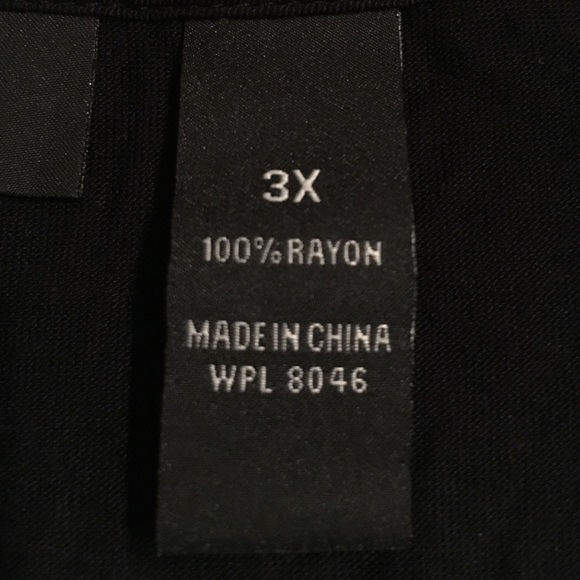 3X
100% RAYON
MADE IN CHINA
WPL 8046